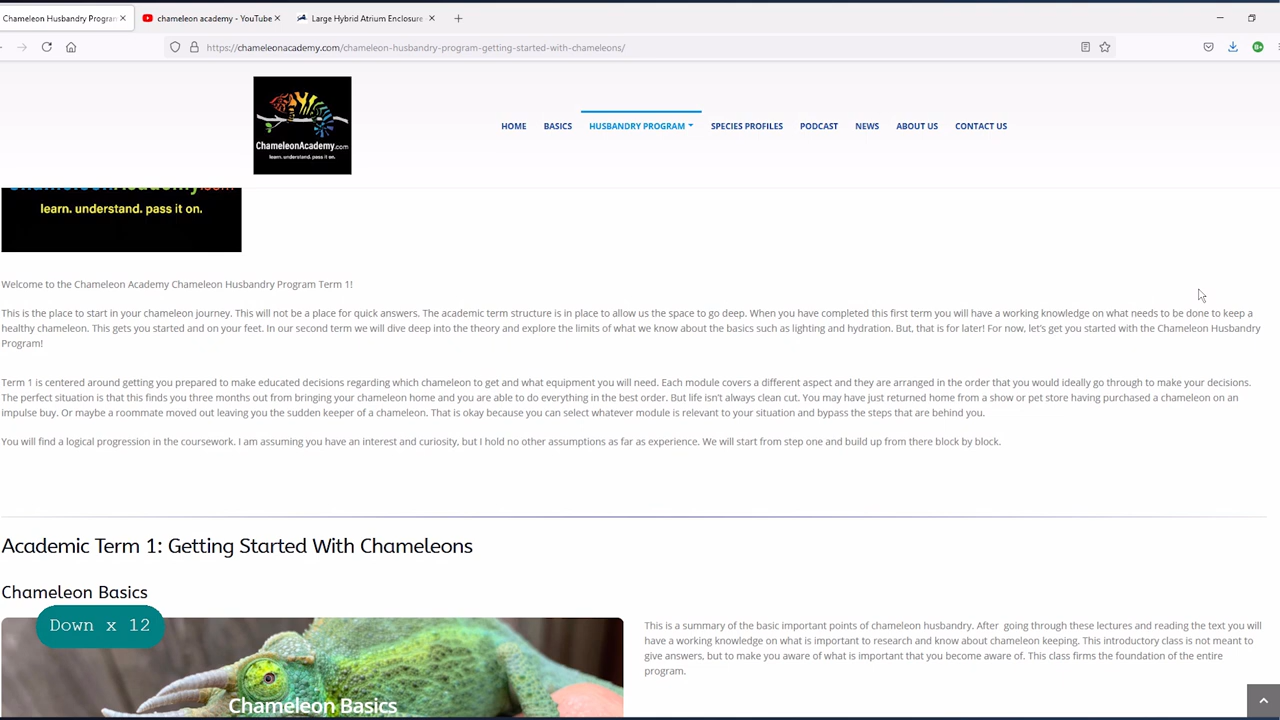 Chameleon Husbandry Program
chameleon academy - YouTube
Large Hybrid Atrium Enclosure
https://chameleonacademy.com/chameleon-husbandry-program-getting-started-with-chameleons/
ChameleonAcademy.com
learn. understand. pass it on.
HOME BASICS HUSBANDRY PROGRAM SPECIES PROFILES PODCAST NEWS ABOUT US CONTACT US
learn. understand. pass it on.
Welcome to the Chameleon Academy Chameleon Husbandry Program Term 1!
This is the place to start in your chameleon journey. This will not be a place for quick answers. The academic term structure is in place to allow us the space to go deep. When you have completed this first term you will have a working knowledge on what needs to be done to keep a
healthy chameleon. This gets you started and on your feet. In our second term we will dive deep into the theory and explore the limits of what we know about the basics such as lighting and hydration. But, that is for later! For now, let's get you started with the Chameleon Husbandry
Program!
Term 1 is centered around getting you prepared to make educated decisions regarding which chameleon to get and what equipment you will need. Each module covers a different aspect and they are arranged in the order that you would ideally go through to make your decisions.
The perfect situation is that this finds you three months out from bringing your chameleon home and you are able to do everything in the best order. But life isn't always clean cut. You may have just returned home from a show or pet store having purchased a chameleon on an
impulse buy. Or maybe a roommate moved out leaving you the sudden keeper of a chameleon. That is okay because you can select whatever module is relevant to your situation and bypass the steps that are behind you.
You will find a logical progression in the coursework. I am assuming you have an interest and curiosity, but I hold no other assumptions as far as experience. We will start from step one and build up from there block by block.
Academic Term 1: Getting Started With Chameleons
Chameleon Basics
Down x 12
Chameleon Basics
This is a summary of the basic important points of chameleon husbandry. After going through these lectures and reading the text you will
have a working knowledge on what is important to research and know about chameleon keeping. This introductory class is not meant to
give answers, but to make you aware of what is important that you become aware of. This class firms the foundation of the entire
program.